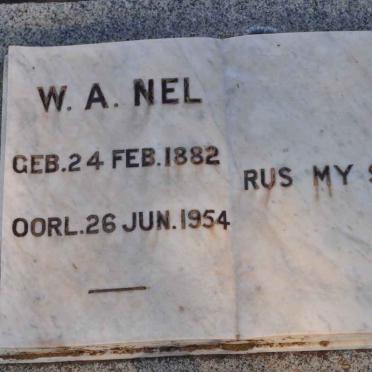 W. A. NEL
GEB. 24 FEB. 1882
OORL. 26 JUN. 1954
RUS MY